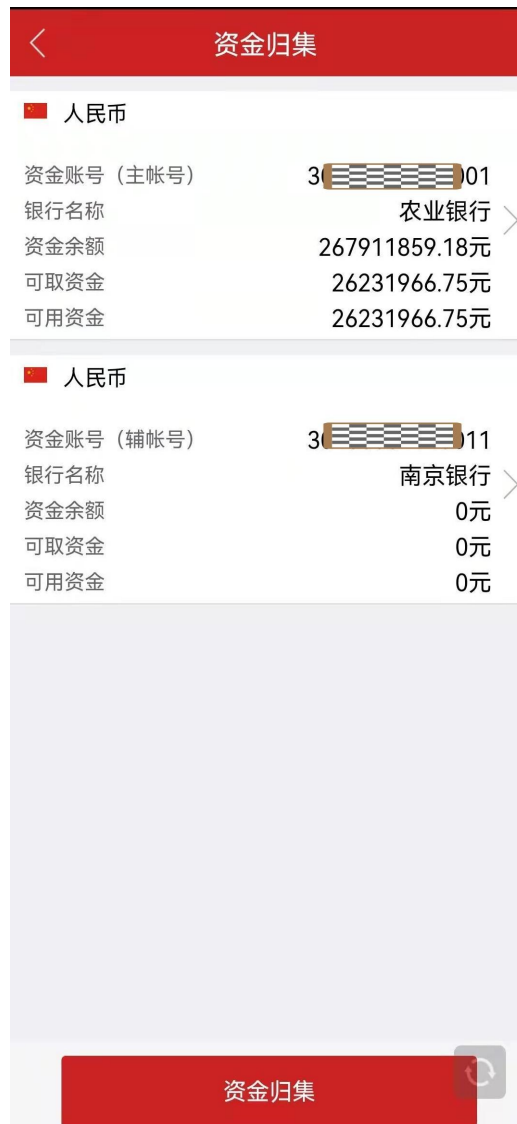 资金归集
人民币
资金账号（主帐号） 3 001
银行名称 农业银行
资金余额 267911859.18元
可取资金 26231966.75元
可用资金 26231966.75元
人民币
资金账号（辅帐号） 3 011
银行名称 南京银行
资金余额 0元
可取资金 0元
可用资金 0元
资金归集